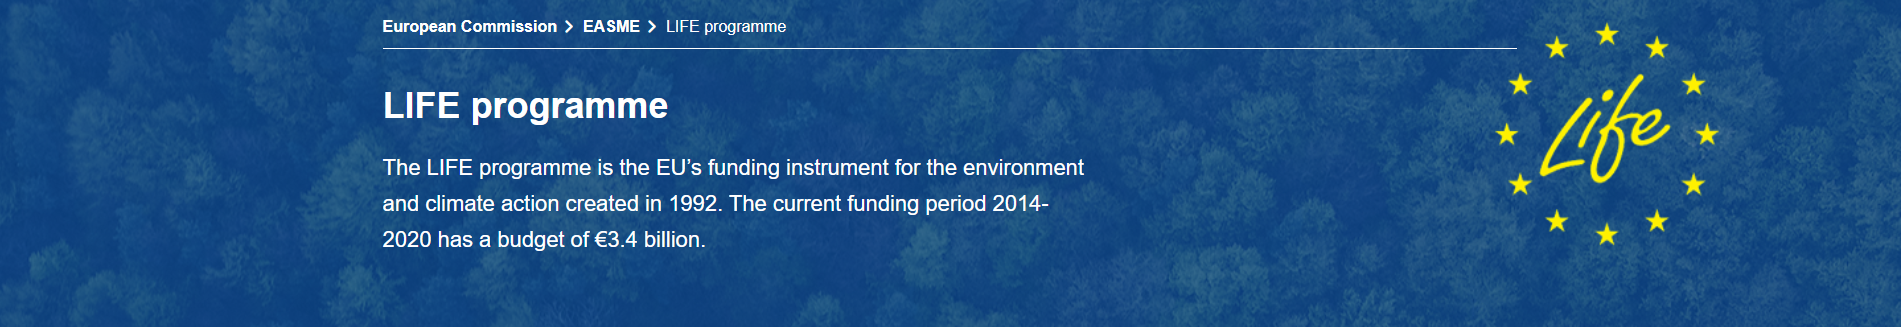 European Commission > EASME > LIFE programme
LIFE programme
Life
The LIFE programme is the EU’s funding instrument for the environment
and climate action created in 1992. The current funding period 2014-
2020 has a budget of €3.4 billion.